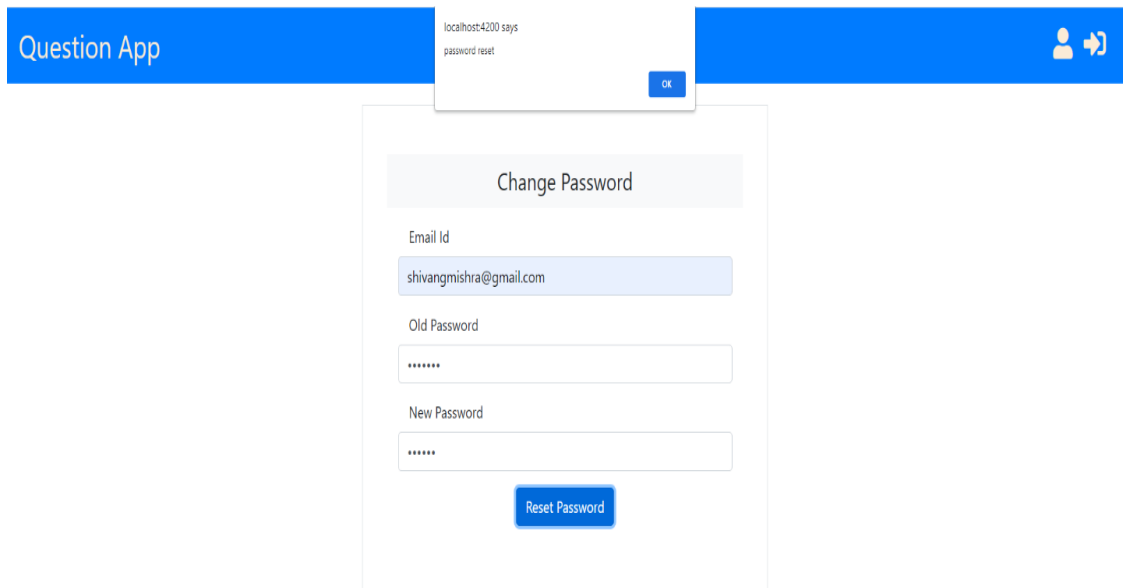 Question App
localhost:4200 says
password reset
OK
Change Password
Email Id
shivangmishra@gmail.com
Old Password
•••••••
New Password
••••••
Reset Password